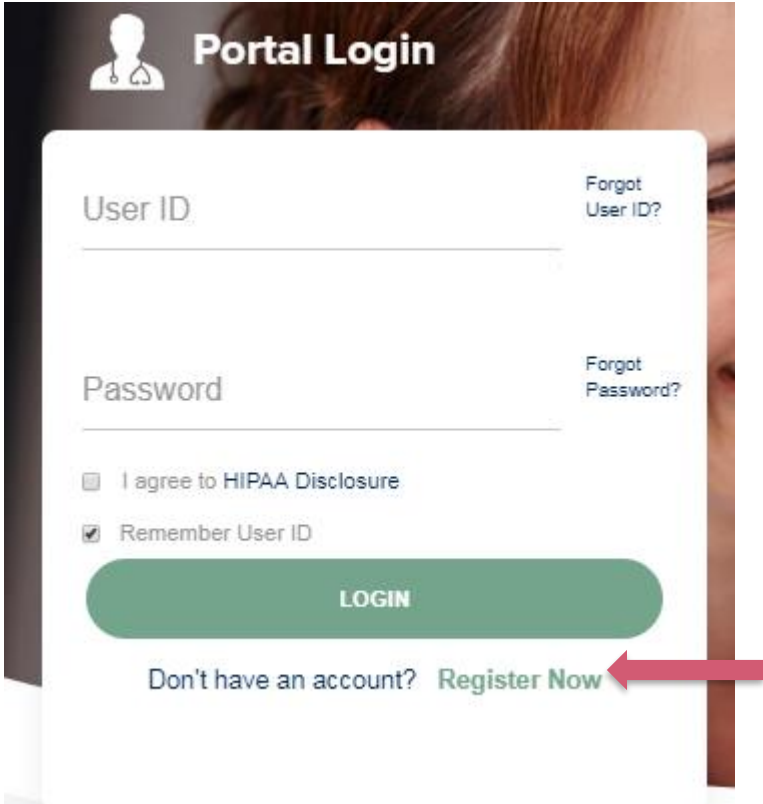 Portal Login
Forgot
User ID?
User ID
Forgot
Password?
Password
I agree to HIPAA Disclosure
Remember User ID
LOGIN
Don't have an account? Register Now